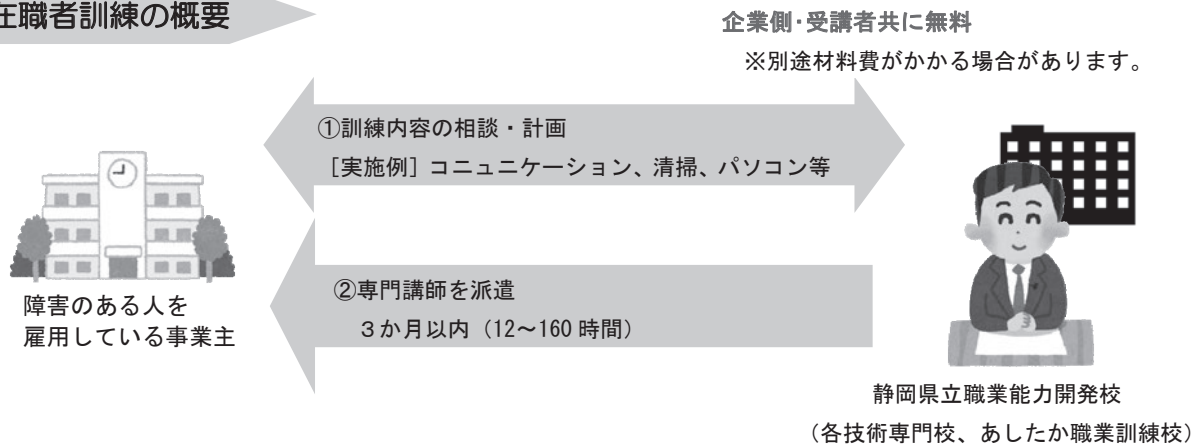 在職者訓練の概要
企業側・受講者共に無料
※別途材料費がかかる場合があります。
①訓練内容の相談・計画
［実施例］コニュニケーション、清掃、パソコン等
②専門講師を派遣
３か月以内（12～160 時間）
障害のある人を
雇用している事業主
静岡県立職業能力開発校
（各技術専門校、あしたか職業訓練校）